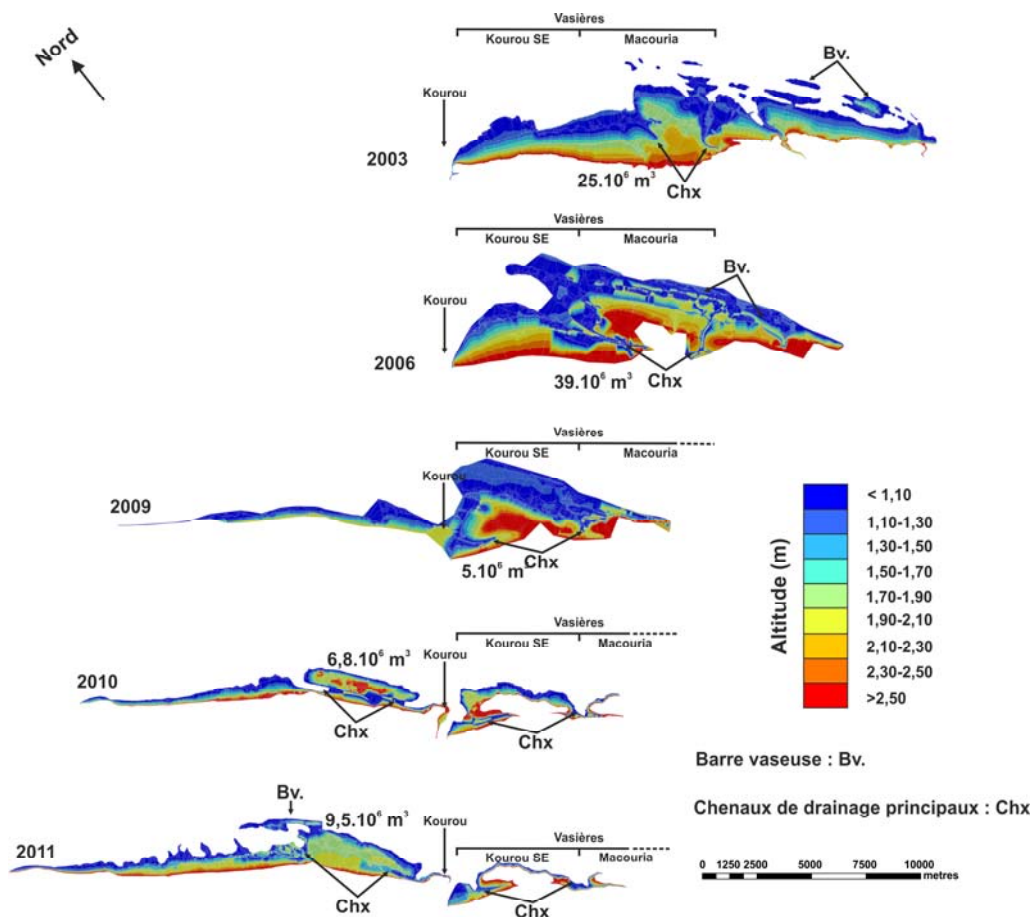 Nord
Vasières
Kourou SE Macouria
Bv.
Kourou
2003
25.10⁶ m³
Chx
Vasières
Kourou SE Macouria
Bv.
Kourou
2006
39.10⁶ m³
Chx
Vasières
Kourou SE Macouria
Kourou
2009
Chx
5.10⁶ m³
Vasières
Kourou SE Macouria
Kourou
6,8.10⁶ m³
2010
Chx
Chx
Vasières
Kourou SE Macouria
Bv.
Kourou
9,5.10⁶ m³
2011
Chx
Chx
Altitude (m)
< 1,10
1,10-1,30
1,30-1,50
1,50-1,70
1,70-1,90
1,90-2,10
2,10-2,30
2,30-2,50
>2,50
Barre vaseuse : Bv.
Chenaux de drainage principaux : Chx
0 1250 2500 5000 7500 10000
metres